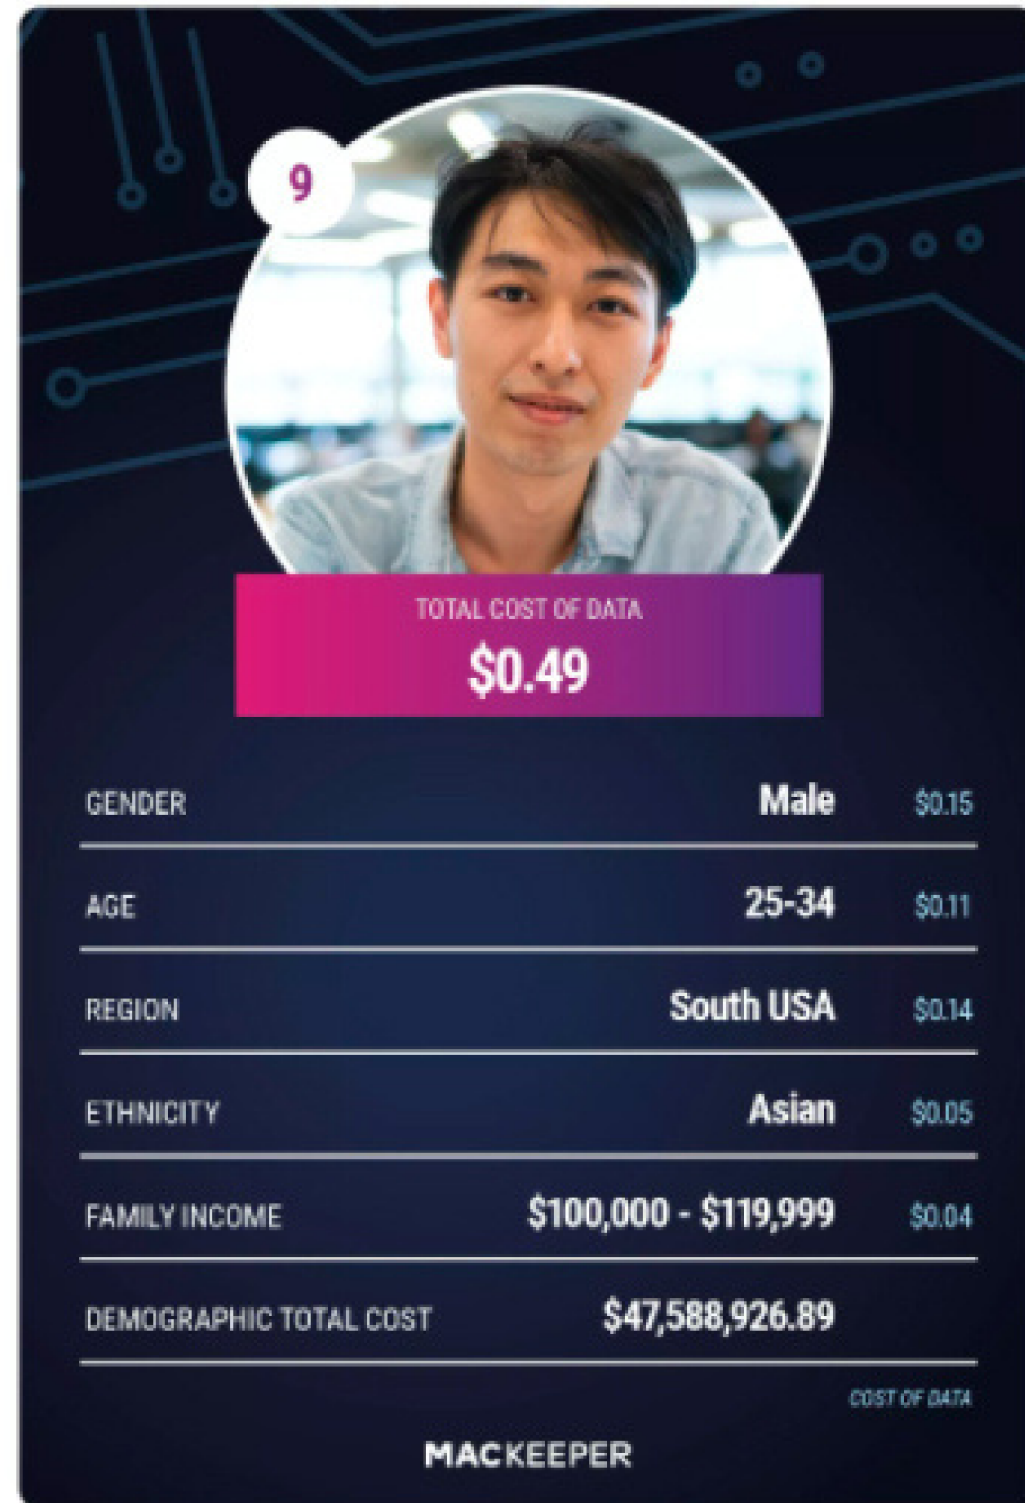 9
TOTAL COST OF DATA
$0.49
GENDER Male $0.15
AGE 25-34 $0.11
REGION South USA $0.14
ETHNICITY Asian $0.05
FAMILY INCOME $100,000 - $119,999 $0.04
DEMOGRAPHIC TOTAL COST $47,588,926.89
COST OF DATA
MACKEEPER